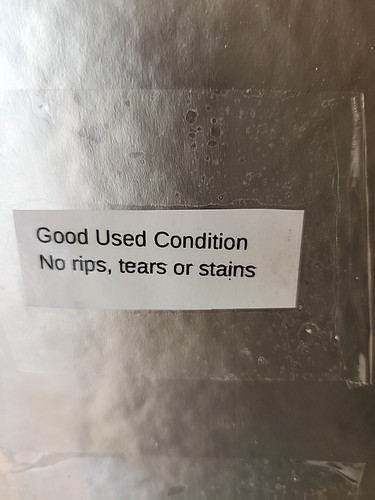 Good Used Condition
No rips, tears or stains